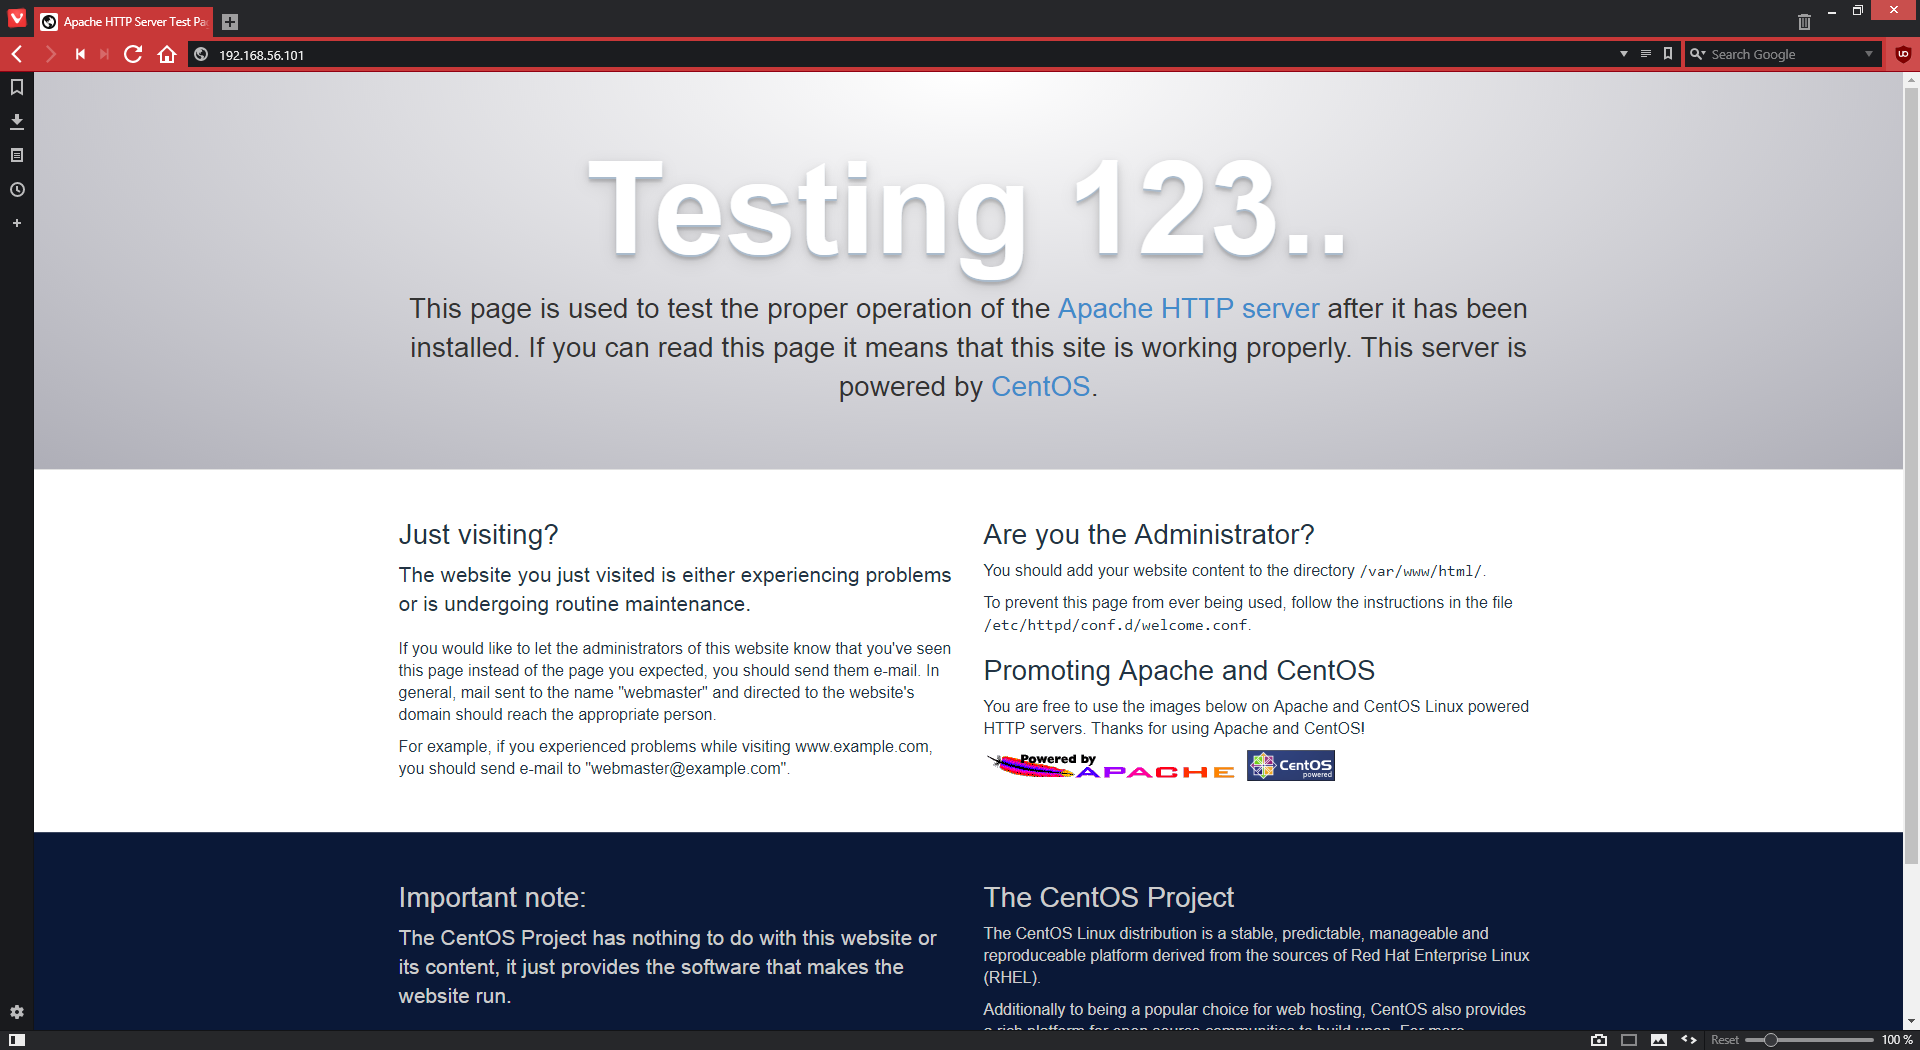 Apache HTTP Server Test Pa
192.168.56.101
Search Google
Testing 123..
This page is used to test the proper operation of the Apache HTTP server after it has been
installed. If you can read this page it means that this site is working properly. This server is
powered by CentOS.
Just visiting?
The website you just visited is either experiencing problems
or is undergoing routine maintenance.
If you would like to let the administrators of this website know that you've seen
this page instead of the page you expected, you should send them e-mail. In
general, mail sent to the name "webmaster" and directed to the website's
domain should reach the appropriate person.
For example, if you experienced problems while visiting www.example.com,
you should send e-mail to "webmaster@example.com".
Are you the Administrator?
You should add your website content to the directory /var/www/html/.
To prevent this page from ever being used, follow the instructions in the file
/etc/httpd/conf.d/welcome.conf.
Promoting Apache and CentOS
You are free to use the images below on Apache and CentOS Linux powered
HTTP servers. Thanks for using Apache and CentOS!
Powered by
APACHE
CentOS
powered
Important note:
The CentOS Project has nothing to do with this website or
its content, it just provides the software that makes the
website run.
The CentOS Project
The CentOS Linux distribution is a stable, predictable, manageable and
reproduceable platform derived from the sources of Red Hat Enterprise Linux
(RHEL).
Additionally to being a popular choice for web hosting, CentOS also provides
a rich platform for open source communities to build upon. For more
Reset
100 %